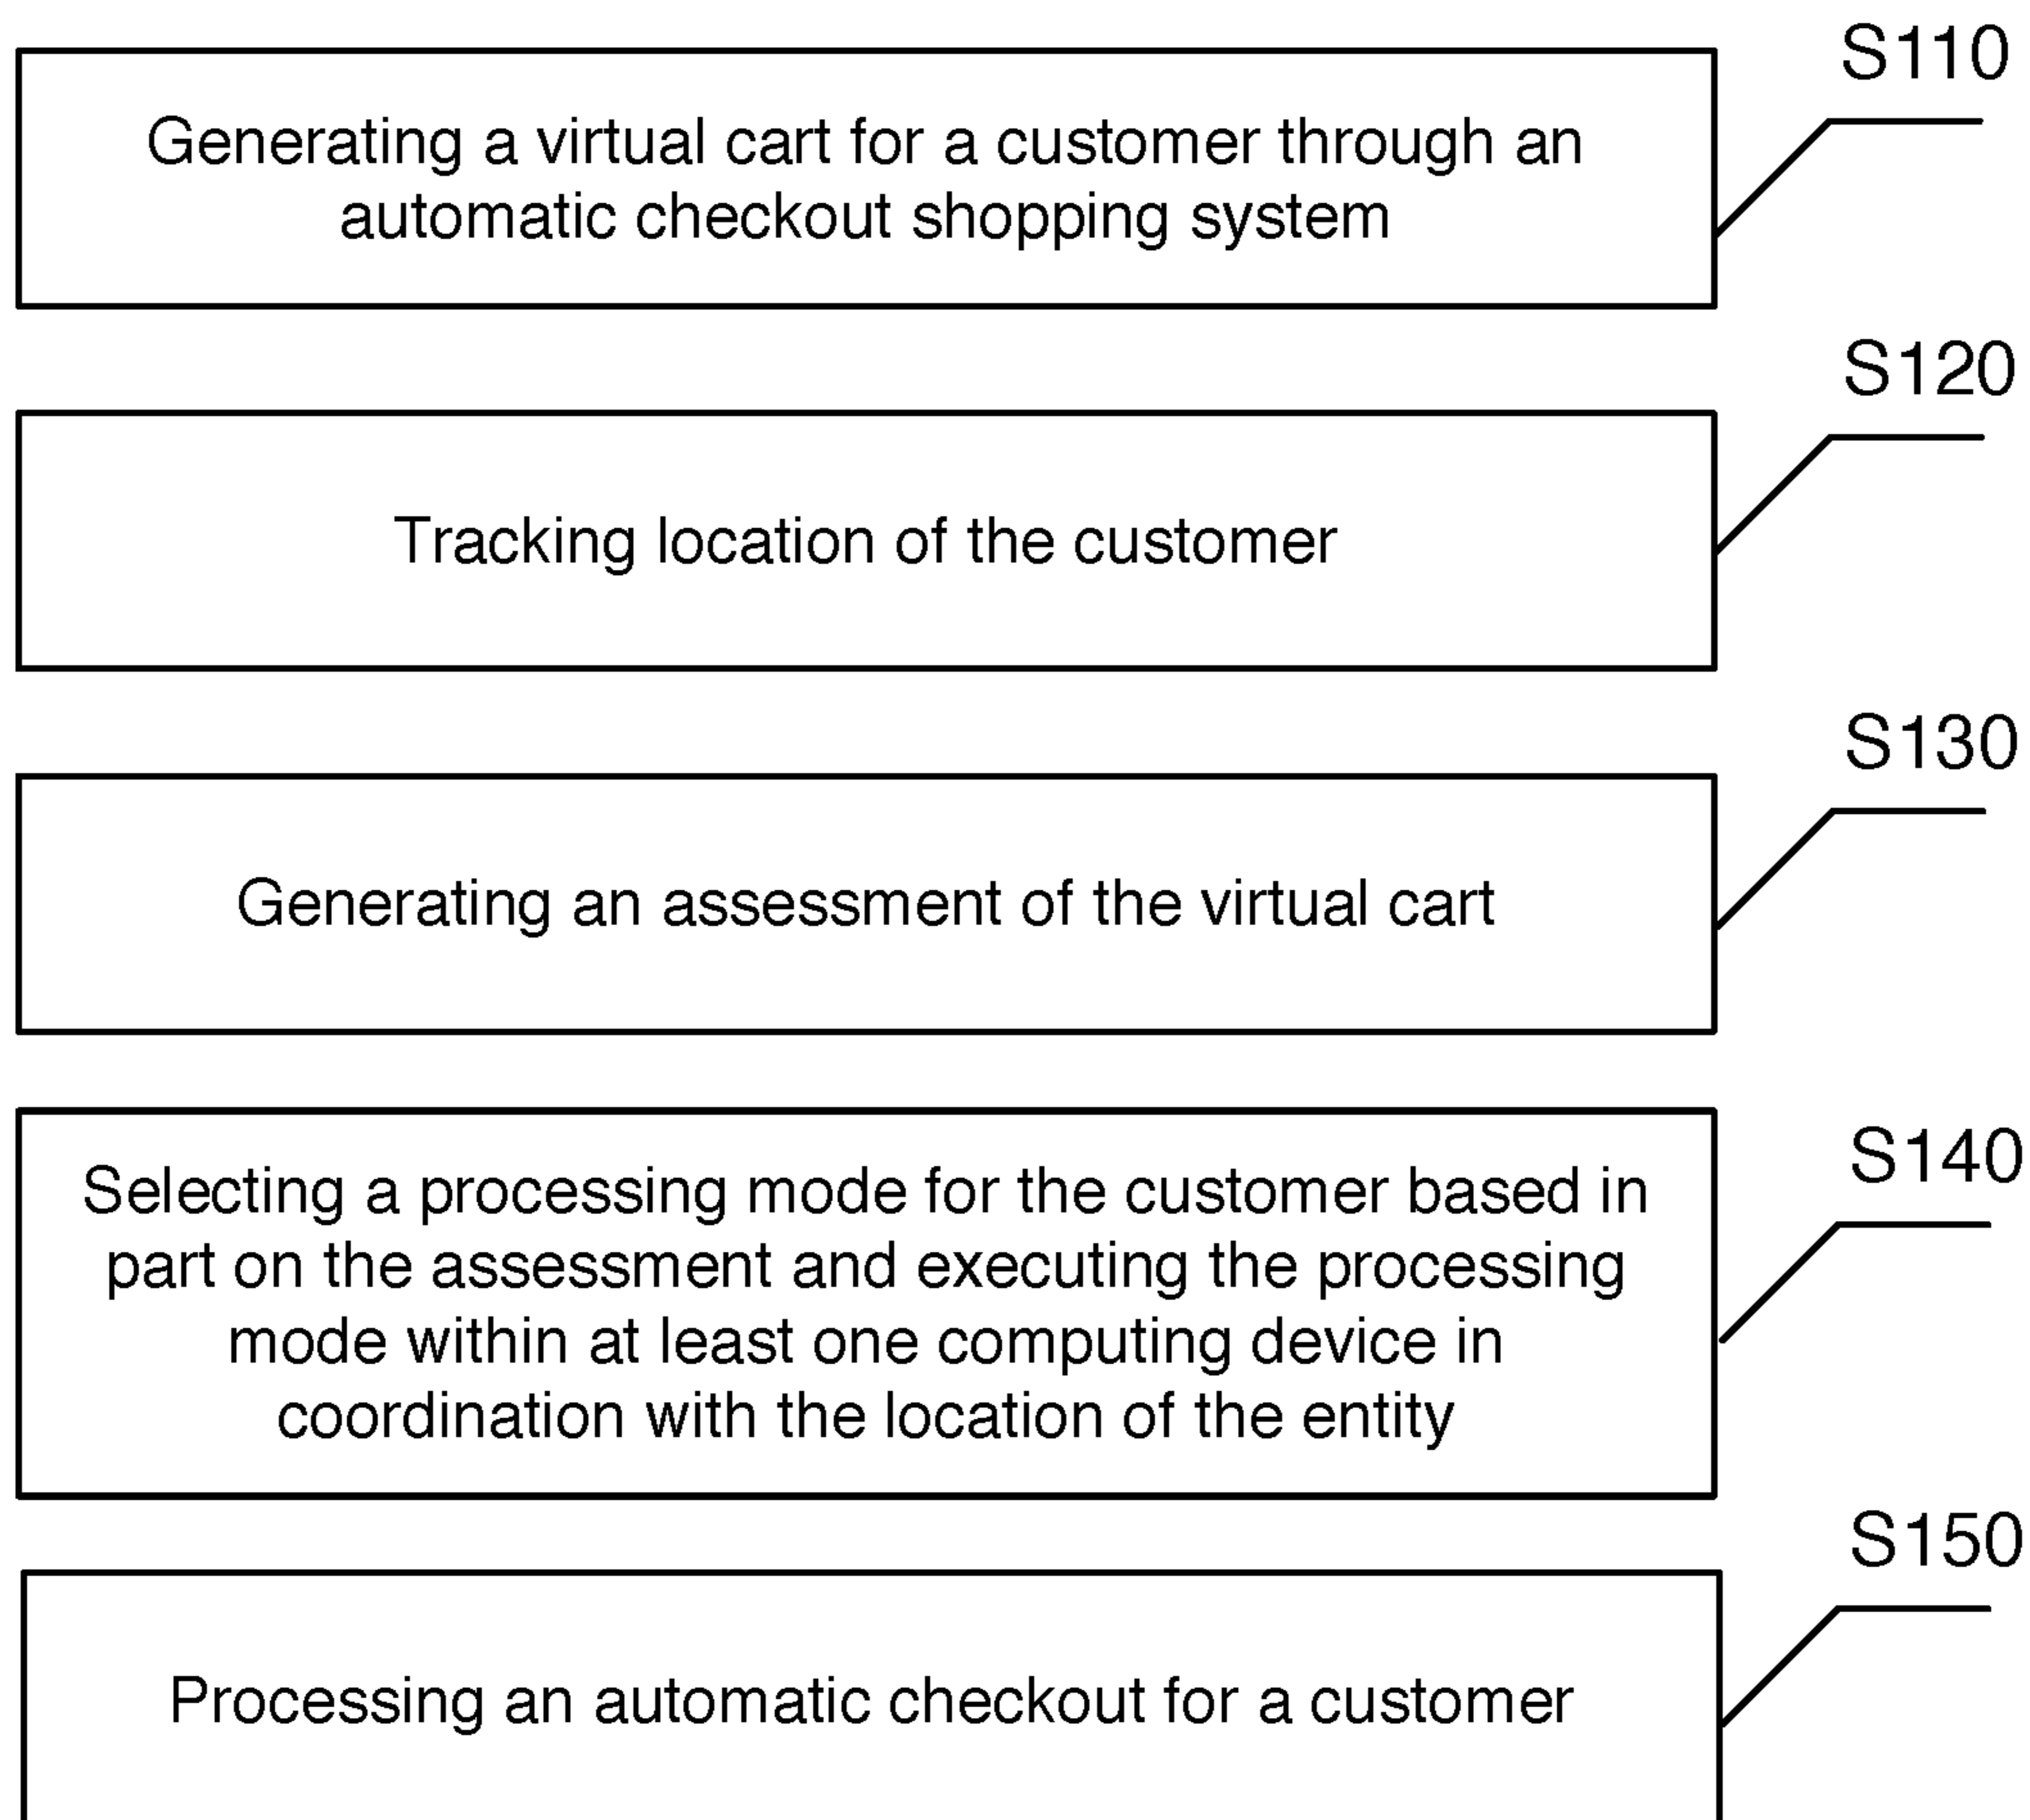 S110
Generating a virtual cart for a customer through an
automatic checkout shopping system
S120
Tracking location of the customer
S130
Generating an assessment of the virtual cart
S140
Selecting a processing mode for the customer based in
part on the assessment and executing the processing
mode within at least one computing device in
coordination with the location of the entity
S150
Processing an automatic checkout for a customer